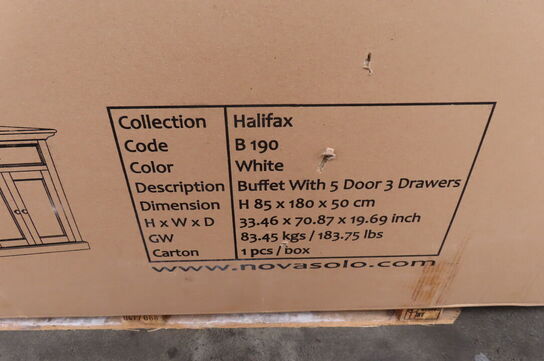 Collection Halifax
Code B 190
Color White
Description Buffet With 5 Door 3 Drawers
Dimension H 85 x 180 x 50 cm
H x W x D 33.46 x 70.87 x 19.69 inch
GW 83.45 kgs / 183.75 lbs
Carton 1 pcs / box
www.novasolo.com